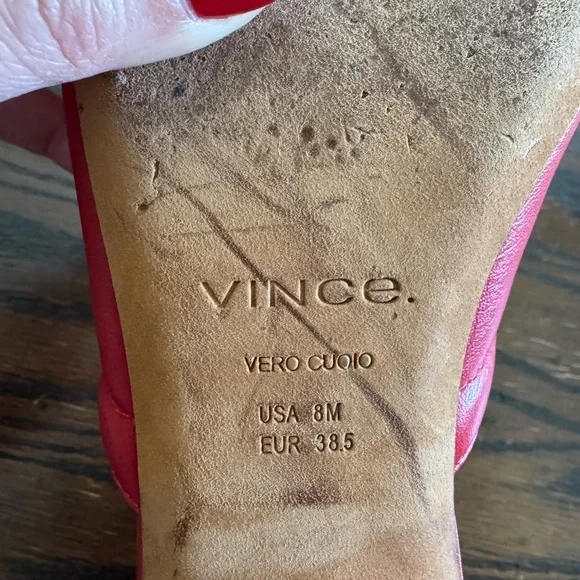 VINCe.
VERO CUOIO
USA 8M
EUR 38.5